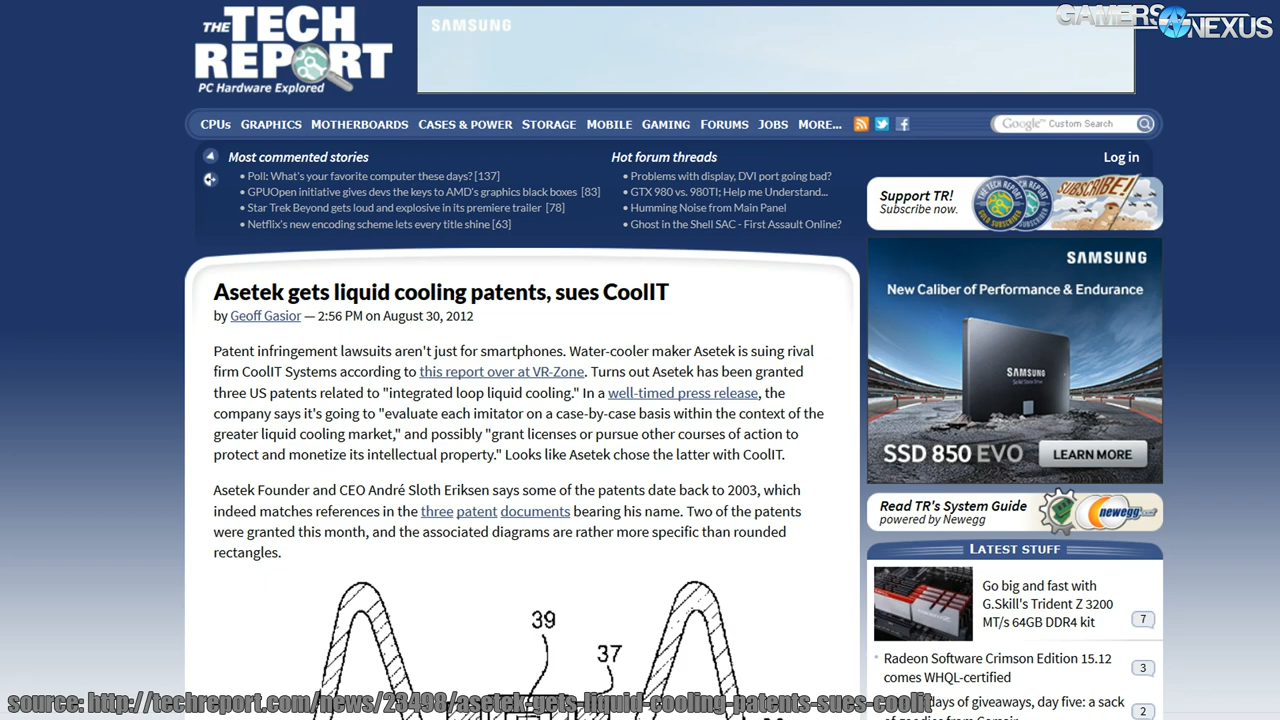 THE TECH REPORT
PC Hardware Explored
SAMSUNG
GAMERS NEXUS
CPUs GRAPHICS MOTHERBOARDS CASES & POWER STORAGE MOBILE GAMING FORUMS JOBS MORE...
Google™ Custom Search
Most commented stories
• Poll: What's your favorite computer these days? [137]
• GPUOpen initiative gives devs the keys to AMD's graphics black boxes [83]
• Star Trek Beyond gets loud and explosive in its premiere trailer [78]
• Netflix's new encoding scheme lets every title shine [63]
Hot forum threads
• Problems with display, DVI port going bad?
• GTX 980 vs. 980TI; Help me Understand...
• Humming Noise from Main Panel
• Ghost in the Shell SAC - First Assault Online?
Log in
Support TR!
Subscribe now.
SUBSCRIBE!
Asetek gets liquid cooling patents, sues CoolIT
by Geoff Gasior — 2:56 PM on August 30, 2012
Patent infringement lawsuits aren't just for smartphones. Water-cooler maker Asetek is suing rival
firm CoolIT Systems according to this report over at VR-Zone. Turns out Asetek has been granted
three US patents related to "integrated loop liquid cooling." In a well-timed press release, the
company says it's going to "evaluate each imitator on a case-by-case basis within the context of the
greater liquid cooling market," and possibly "grant licenses or pursue other courses of action to
protect and monetize its intellectual property." Looks like Asetek chose the latter with CoolIT.
Asetek Founder and CEO André Sloth Eriksen says some of the patents date back to 2003, which
indeed matches references in the three patent documents bearing his name. Two of the patents
were granted this month, and the associated diagrams are rather more specific than rounded
rectangles.
39
37
SAMSUNG
New Caliber of Performance & Endurance
SAMSUNG
Solid State Drive
SSD 850 EVO
LEARN MORE
Read TR's System Guide
powered by Newegg
newegg.com
LATEST STUFF
Go big and fast with
G.Skill's Trident Z 3200
MT/s 64GB DDR4 kit
7
Radeon Software Crimson Edition 15.12
comes WHQL-certified
3
days of giveaways, day five: a sack
2
source: http://techreport.com/news/23498/asetek-gets-liquid-cooling-patents-sues-coolit